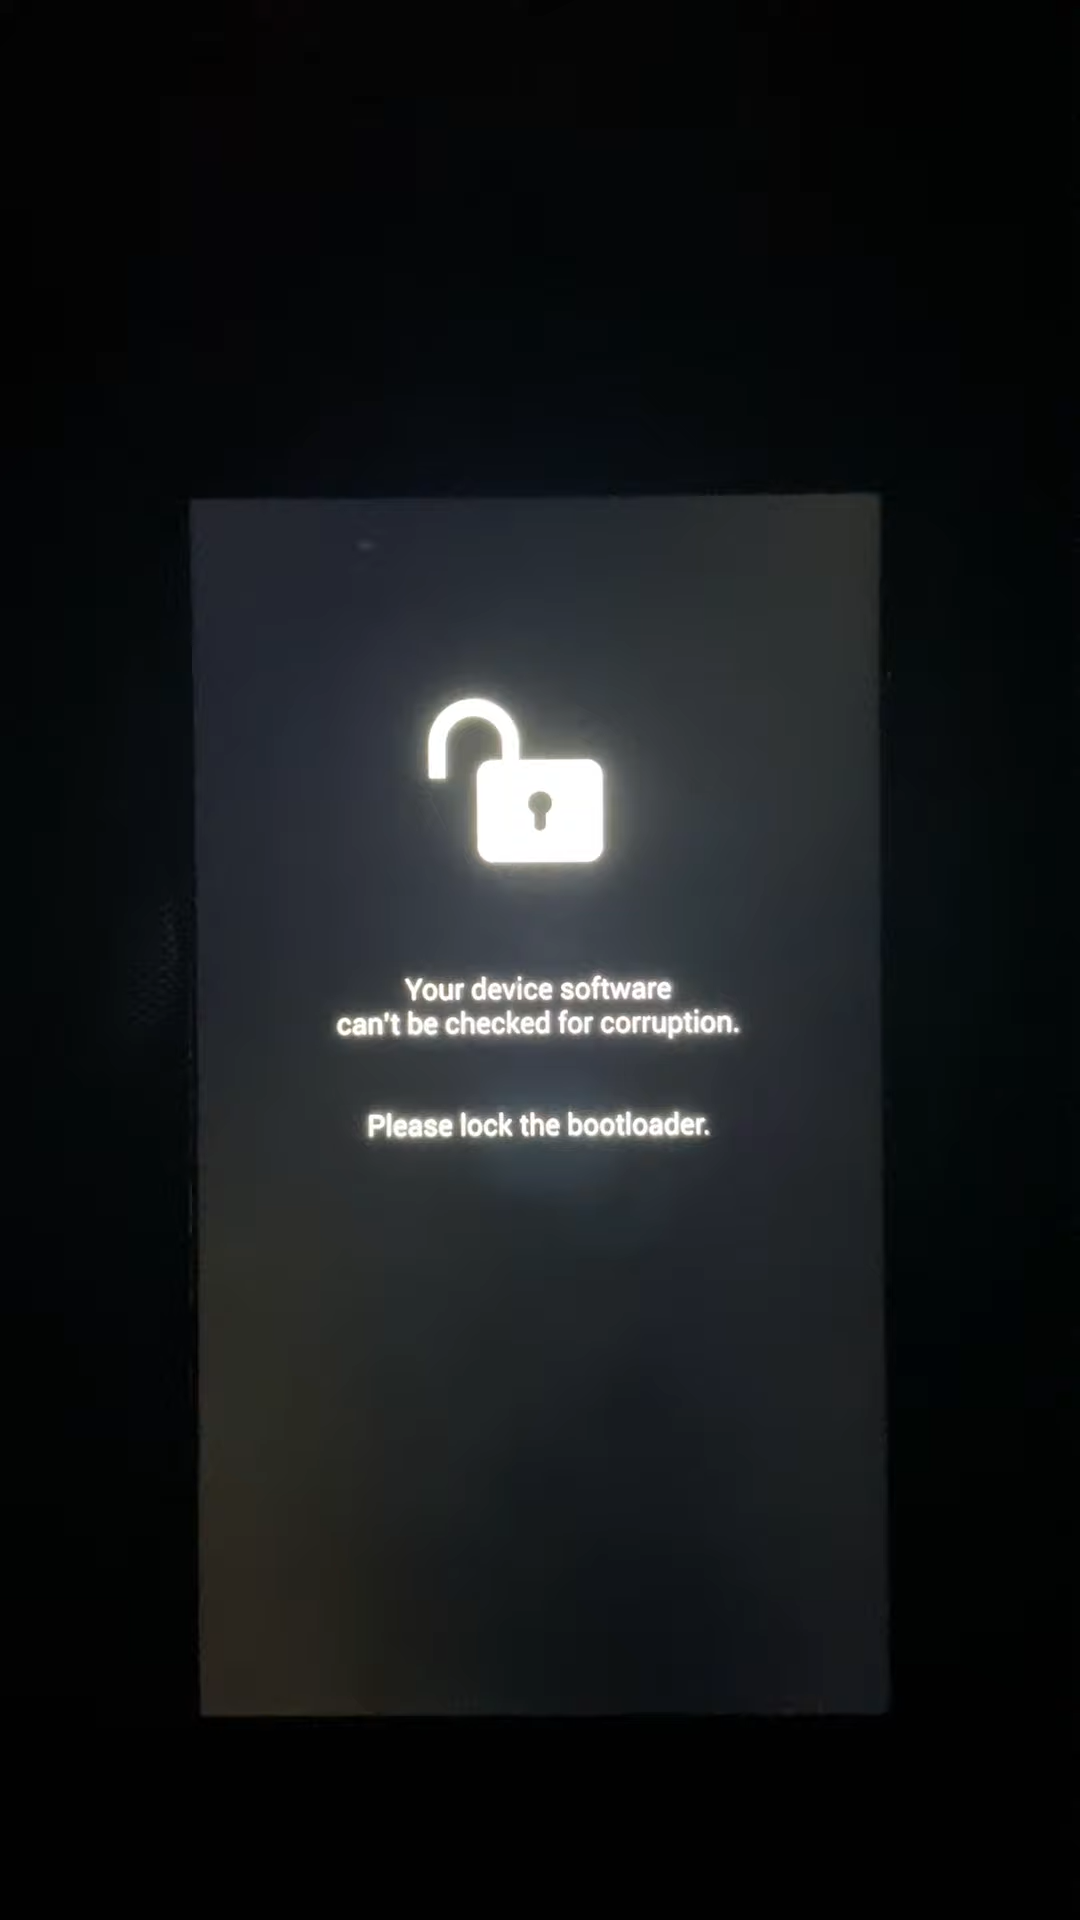 Your device software
can't be checked for corruption.
Please lock the bootloader.